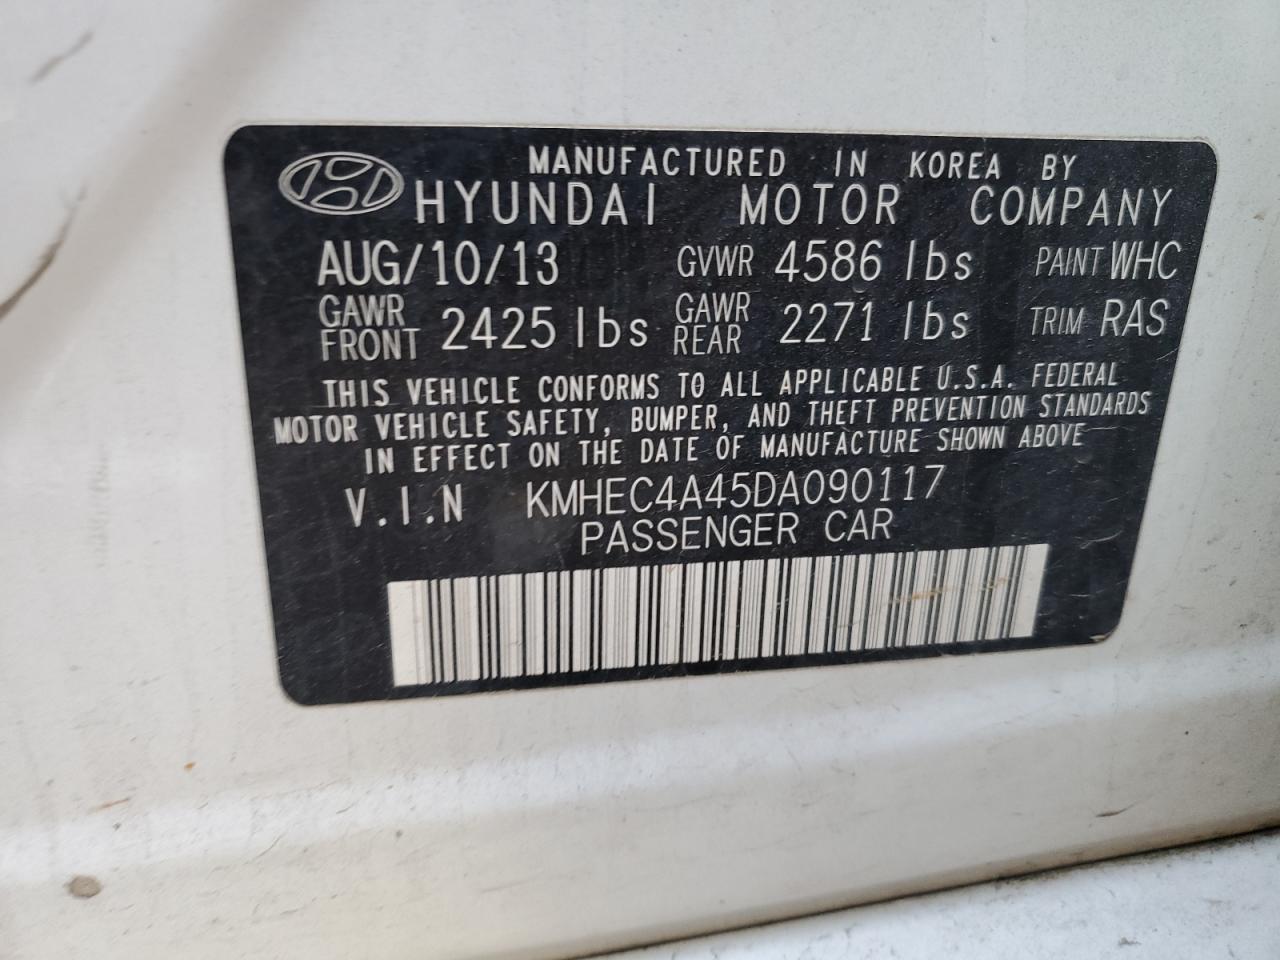 MANUFACTURED IN KOREA BY
HYUNDAI MOTOR COMPANY
AUG/10/13 GVWR 4586 lbs PAINT WHC
GAWR FRONT 2425 lbs GAWR REAR 2271 lbs TRIM RAS
THIS VEHICLE CONFORMS TO ALL APPLICABLE U.S.A. FEDERAL
MOTOR VEHICLE SAFETY, BUMPER, AND THEFT PREVENTION STANDARDS
IN EFFECT ON THE DATE OF MANUFACTURE SHOWN ABOVE
V.I.N KMHEC4A45DA090117
PASSENGER CAR